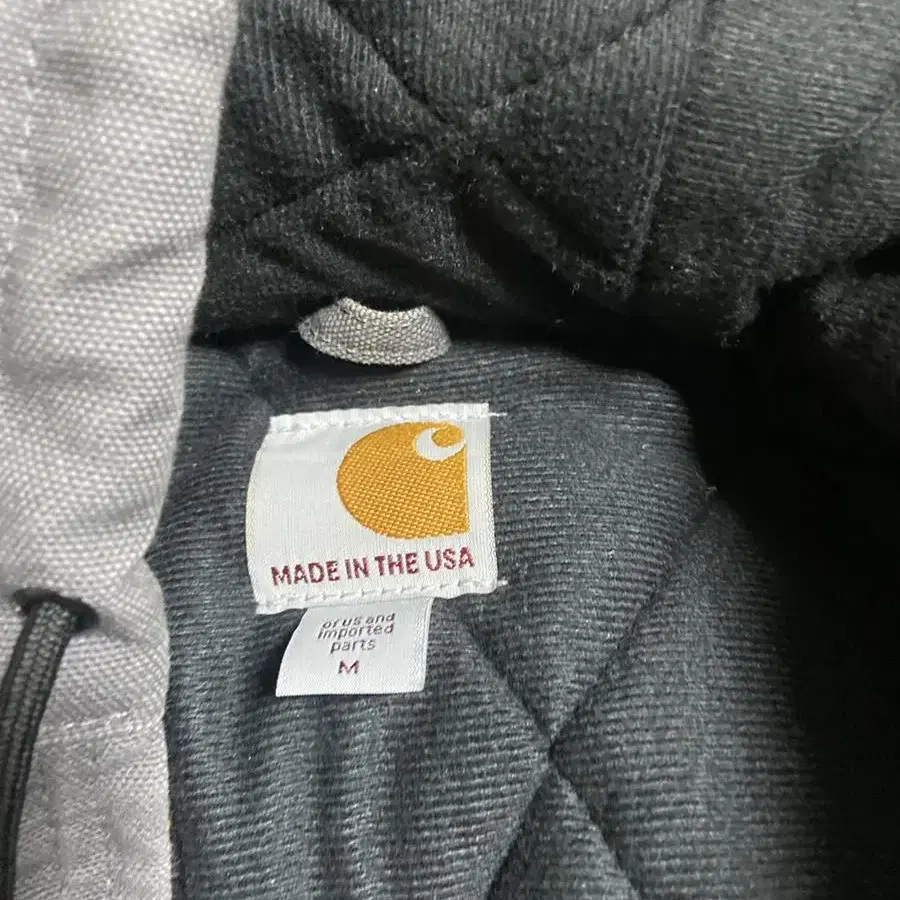 MADE IN THE USA
of us and
imported
parts
M